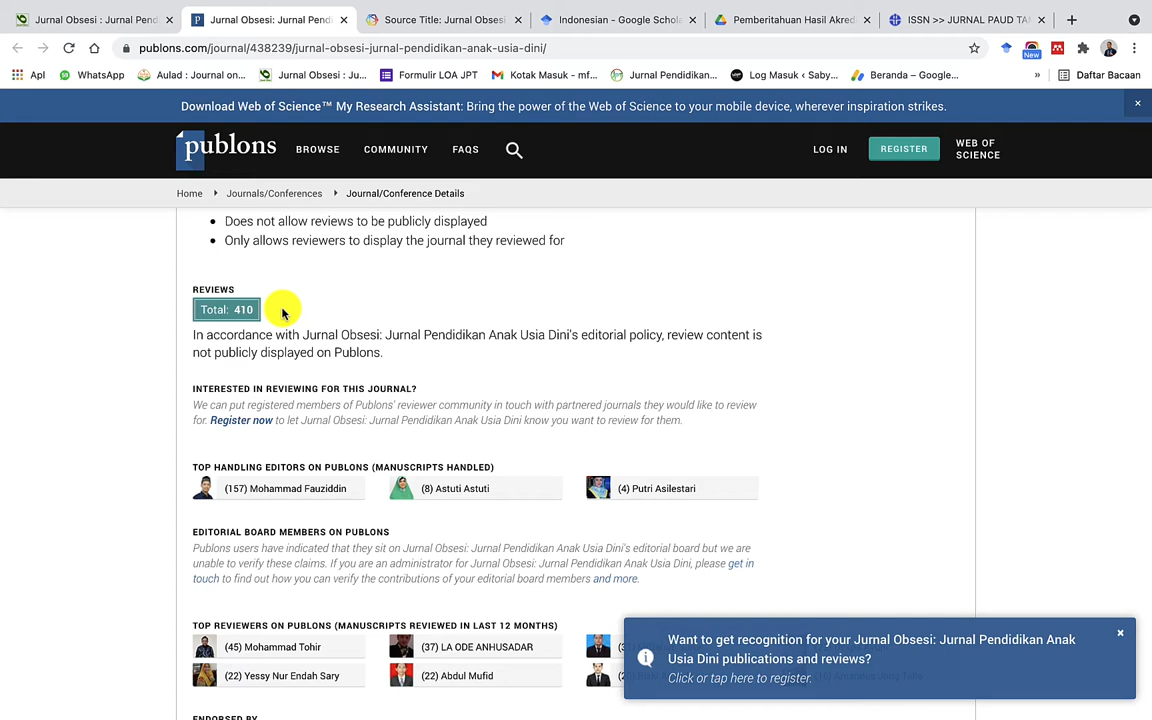 Jurnal Obsesi : Jurnal Pend
Jurnal Obsesi: Jurnal Pendi
Source Title: Jurnal Obsesi
Indonesian - Google Schola
Pemberitahuan Hasil Akred
ISSN >> JURNAL PAUD TA
publons.com/journal/438239/jurnal-obsesi-jurnal-pendidikan-anak-usia-dini/
New
Apl
WhatsApp
Aulad : Journal on...
Jurnal Obsesi : Ju...
Formulir LOA JPT
Kotak Masuk - mf...
Jurnal Pendidikan...
Log Masuk ‹ Saby...
Beranda – Google...
»
Daftar Bacaan
Download Web of Science™ My Research Assistant: Bring the power of the Web of Science to your mobile device, wherever inspiration strikes.
publons
BROWSE
COMMUNITY
FAQS
LOG IN
REGISTER
WEB OF
SCIENCE
Home
Journals/Conferences
Journal/Conference Details
• Does not allow reviews to be publicly displayed
• Only allows reviewers to display the journal they reviewed for
REVIEWS
Total: 410
In accordance with Jurnal Obsesi: Jurnal Pendidikan Anak Usia Dini's editorial policy, review content is
not publicly displayed on Publons.
INTERESTED IN REVIEWING FOR THIS JOURNAL?
We can put registered members of Publons' reviewer community in touch with partnered journals they would like to review
for. Register now to let Jurnal Obsesi: Jurnal Pendidikan Anak Usia Dini know you want to review for them.
TOP HANDLING EDITORS ON PUBLONS (MANUSCRIPTS HANDLED)
(157) Mohammad Fauziddin
(8) Astuti Astuti
(4) Putri Asilestari
EDITORIAL BOARD MEMBERS ON PUBLONS
Publons users have indicated that they sit on Jurnal Obsesi: Jurnal Pendidikan Anak Usia Dini's editorial board but we are
unable to verify these claims. If you are an administrator for Jurnal Obsesi: Jurnal Pendidikan Anak Usia Dini, please get in
touch to find out how you can verify the contributions of your editorial board members and more.
TOP REVIEWERS ON PUBLONS (MANUSCRIPTS REVIEWED IN LAST 12 MONTHS)
(45) Mohammad Tohir
(37) LA ODE ANHUSADAR
(22) Yessy Nur Endah Sary
(22) Abdul Mufid
Want to get recognition for your Jurnal Obsesi: Jurnal Pendidikan Anak
Usia Dini publications and reviews?
Click or tap here to register.
ENDORSED BY